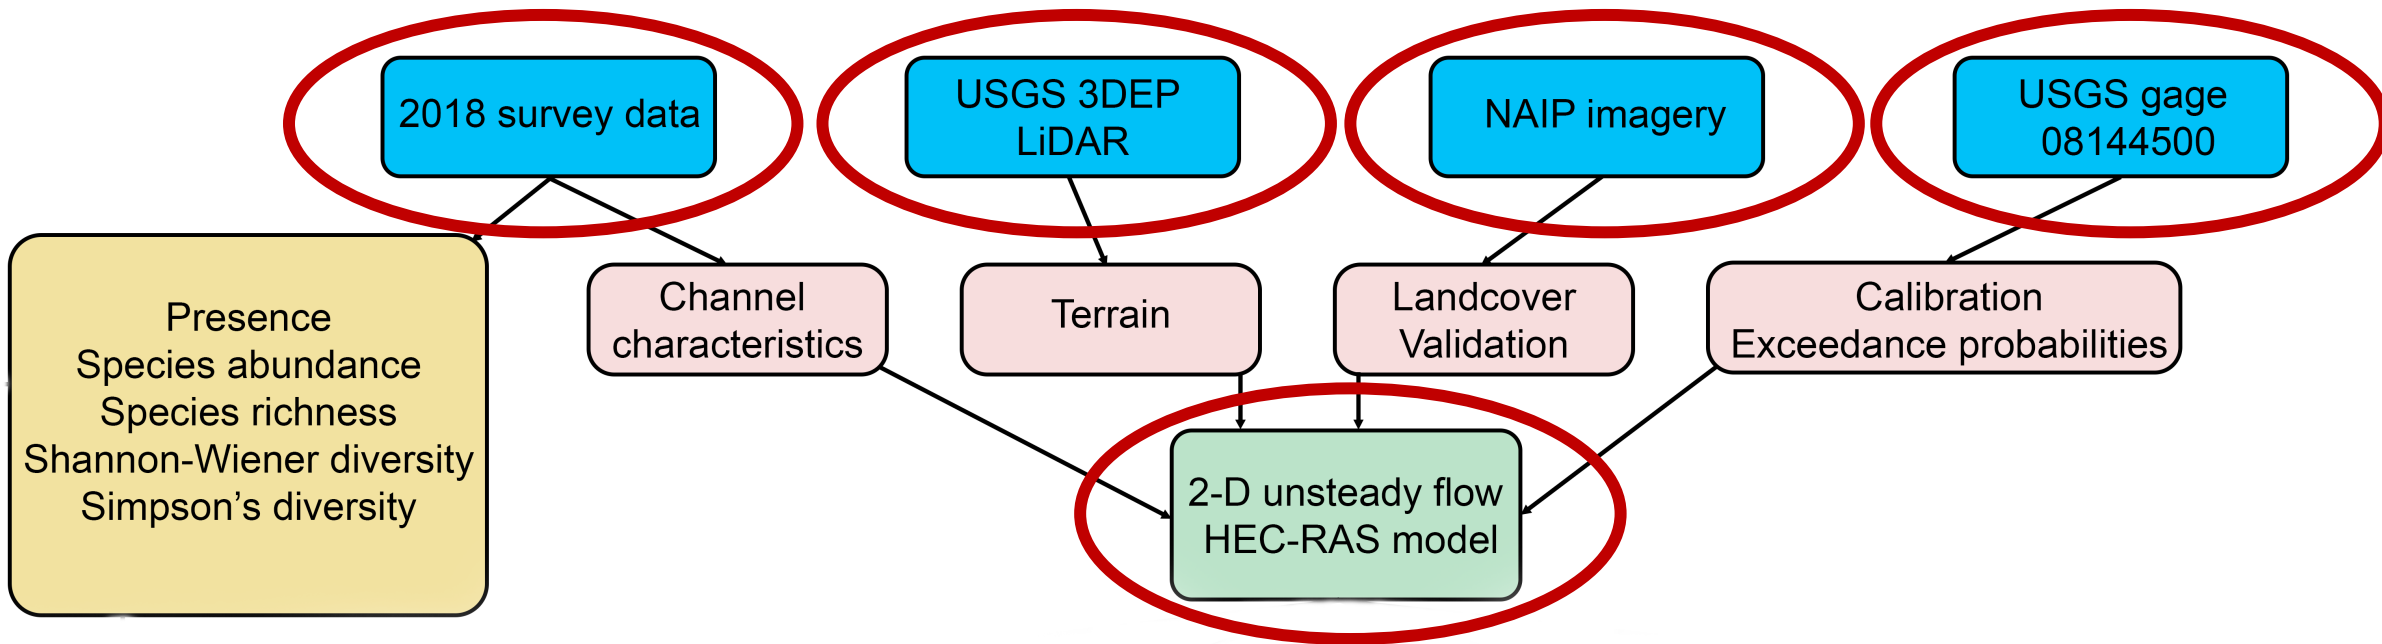 2018 survey data
USGS 3DEP
LiDAR
NAIP imagery
USGS gage
08144500
Presence
Species abundance
Species richness
Shannon-Wiener diversity
Simpson’s diversity
Channel
characteristics
Terrain
Landcover
Validation
Calibration
Exceedance probabilities
2-D unsteady flow
HEC-RAS model